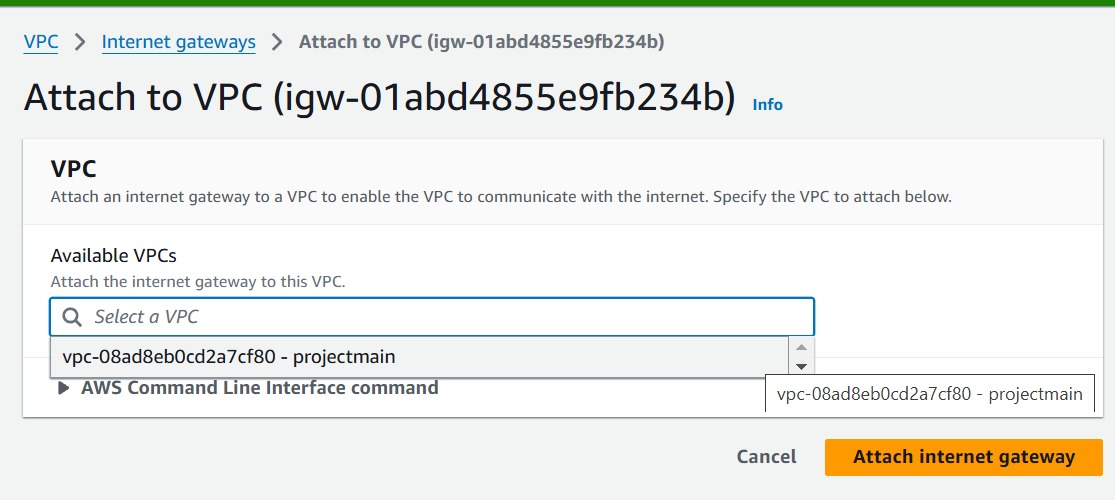 VPC > Internet gateways > Attach to VPC (igw-01abd4855e9fb234b)
Attach to VPC (igw-01abd4855e9fb234b) Info
VPC
Attach an internet gateway to a VPC to enable the VPC to communicate with the internet. Specify the VPC to attach below.
Available VPCs
Attach the internet gateway to this VPC.
Select a VPC
vpc-08ad8eb0cd2a7cf80 - projectmain
AWS Command Line Interface command
vpc-08ad8eb0cd2a7cf80 - projectmain
Cancel Attach internet gateway